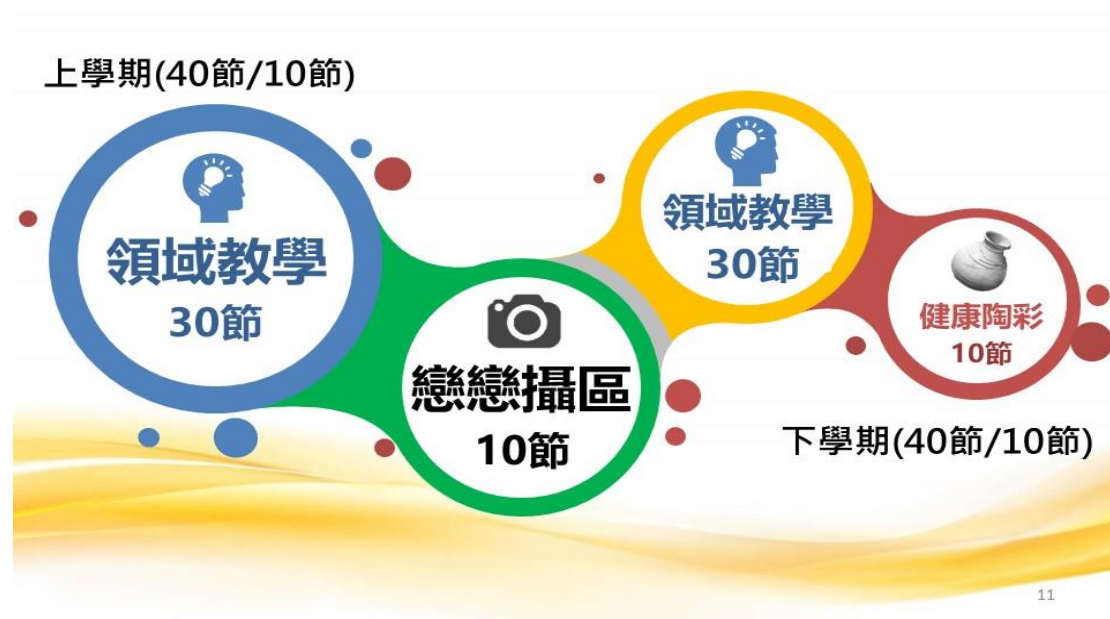 上學期(40節/10節)
領域教學
30節
戀戀攝區
10節
領域教學
30節
健康陶彩
10節
下學期(40節/10節)
11